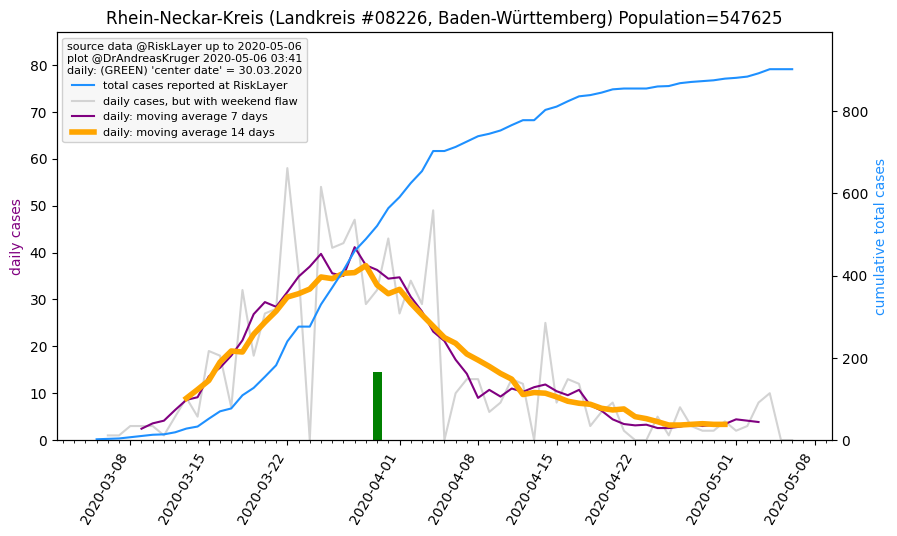 Rhein-Neckar-Kreis (Landkreis #08226, Baden-Württemberg) Population=547625
source data @RiskLayer up to 2020-05-06
plot @DrAndreasKruger 2020-05-06 03:41
daily: (GREEN) 'center date' = 30.03.2020
total cases reported at RiskLayer
daily cases, but with weekend flaw
daily: moving average 7 days
daily: moving average 14 days
daily cases
80
70
60
50
40
30
20
10
0
800
600
400
200
0
cumulative total cases
2020-03-08
2020-03-15
2020-03-22
2020-04-01
2020-04-08
2020-04-15
2020-04-22
2020-05-01
2020-05-08